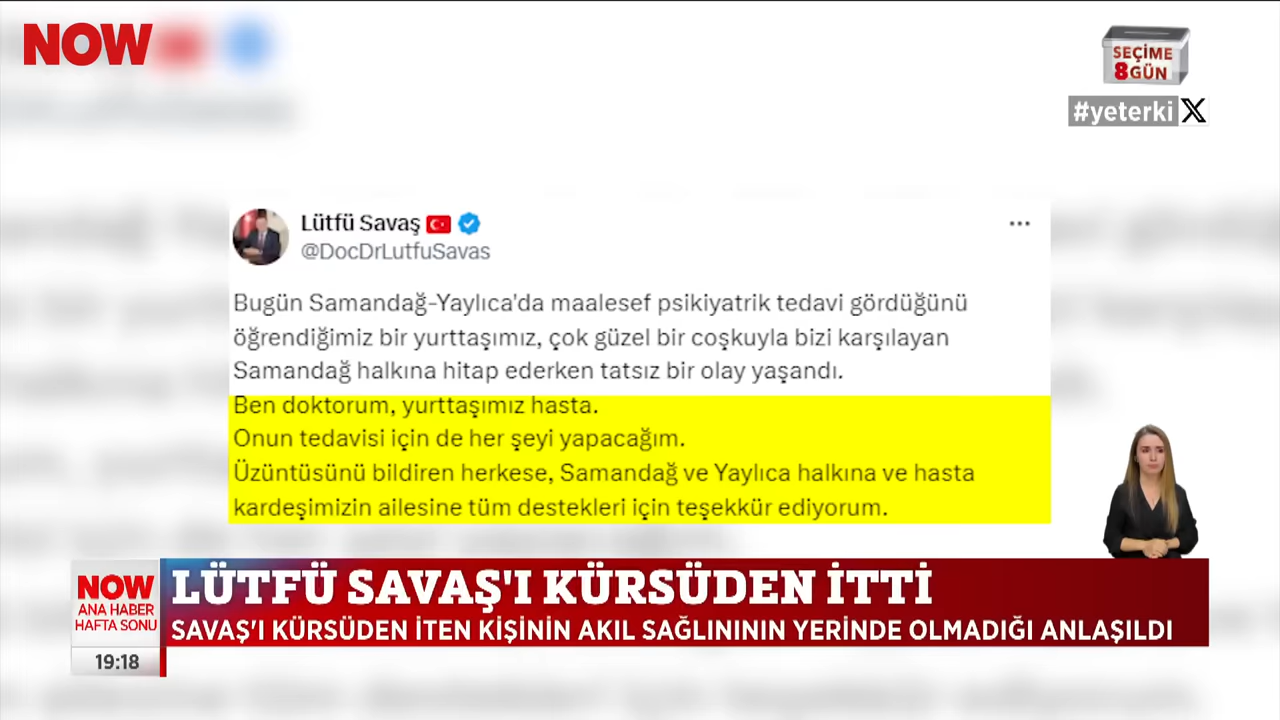 NOW
SEÇİME
8GÜN
#yeterki X
Lütfü Savaş
@DocDrLutfuSavas
Bugün Samandağ-Yaylıca'da maalesef psikiyatrik tedavi gördüğünü
öğrendiğimiz bir yurttaşımız, çok güzel bir coşkuyla bizi karşılayan
Samandağ halkına hitap ederken tatsız bir olay yaşandı.
Ben doktorum, yurttaşımız hasta.
Onun tedavisi için de her şeyi yapacağım.
Üzüntüsünü bildiren herkese, Samandağ ve Yaylıca halkına ve hasta
kardeşimizin ailesine tüm destekleri için teşekkür ediyorum.
NOW
ANA HABER
HAFTA SONU
19:18
LÜTFÜ SAVAŞ'I KÜRSÜDEN İTTİ
SAVAŞ'I KÜRSÜDEN İTEN KİŞİNİN AKIL SAĞLINININ YERİNDE OLMADIĞI ANLAŞILDI